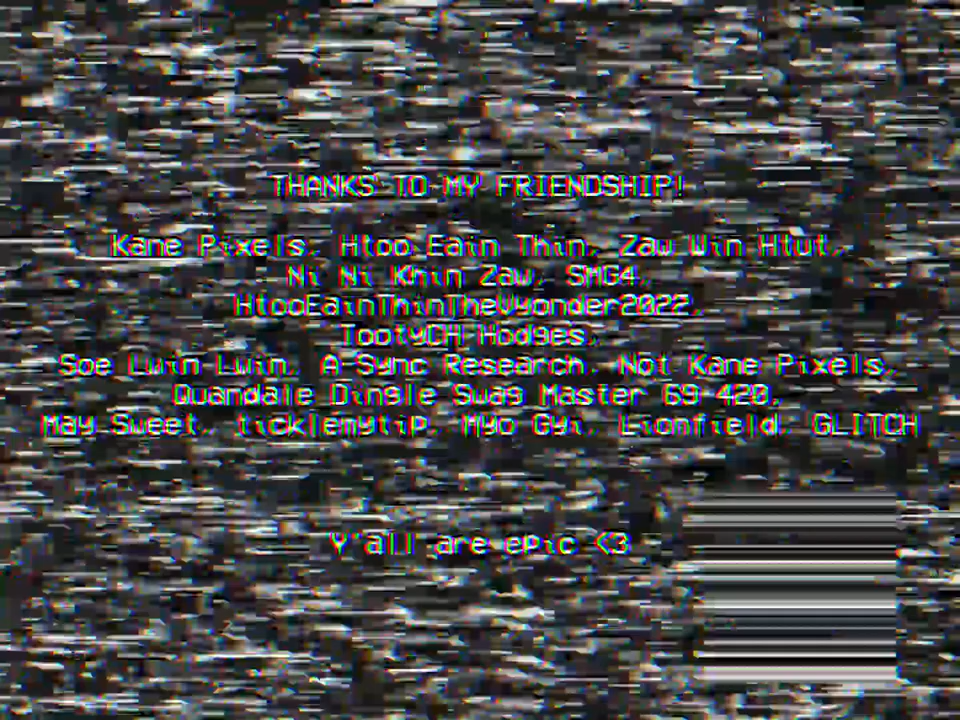 THANKS TO MY FRIENDSHIP!
Kane Pixels, Htoo Eain Thin, Zaw Win Htut,
Ni Ni Khin Zaw, SMG4,
HtooEainThinTheVyonder2022,
TootyCH Hodges,
Soe Lwin Lwin, A-Sync Research, Not Kane Pixels,
Quandale Dingle Swag Master 69-420,
May Sweet, ticklemytip, Myo Gyi, Lionfield, GLITCH
Y'all are epic <3